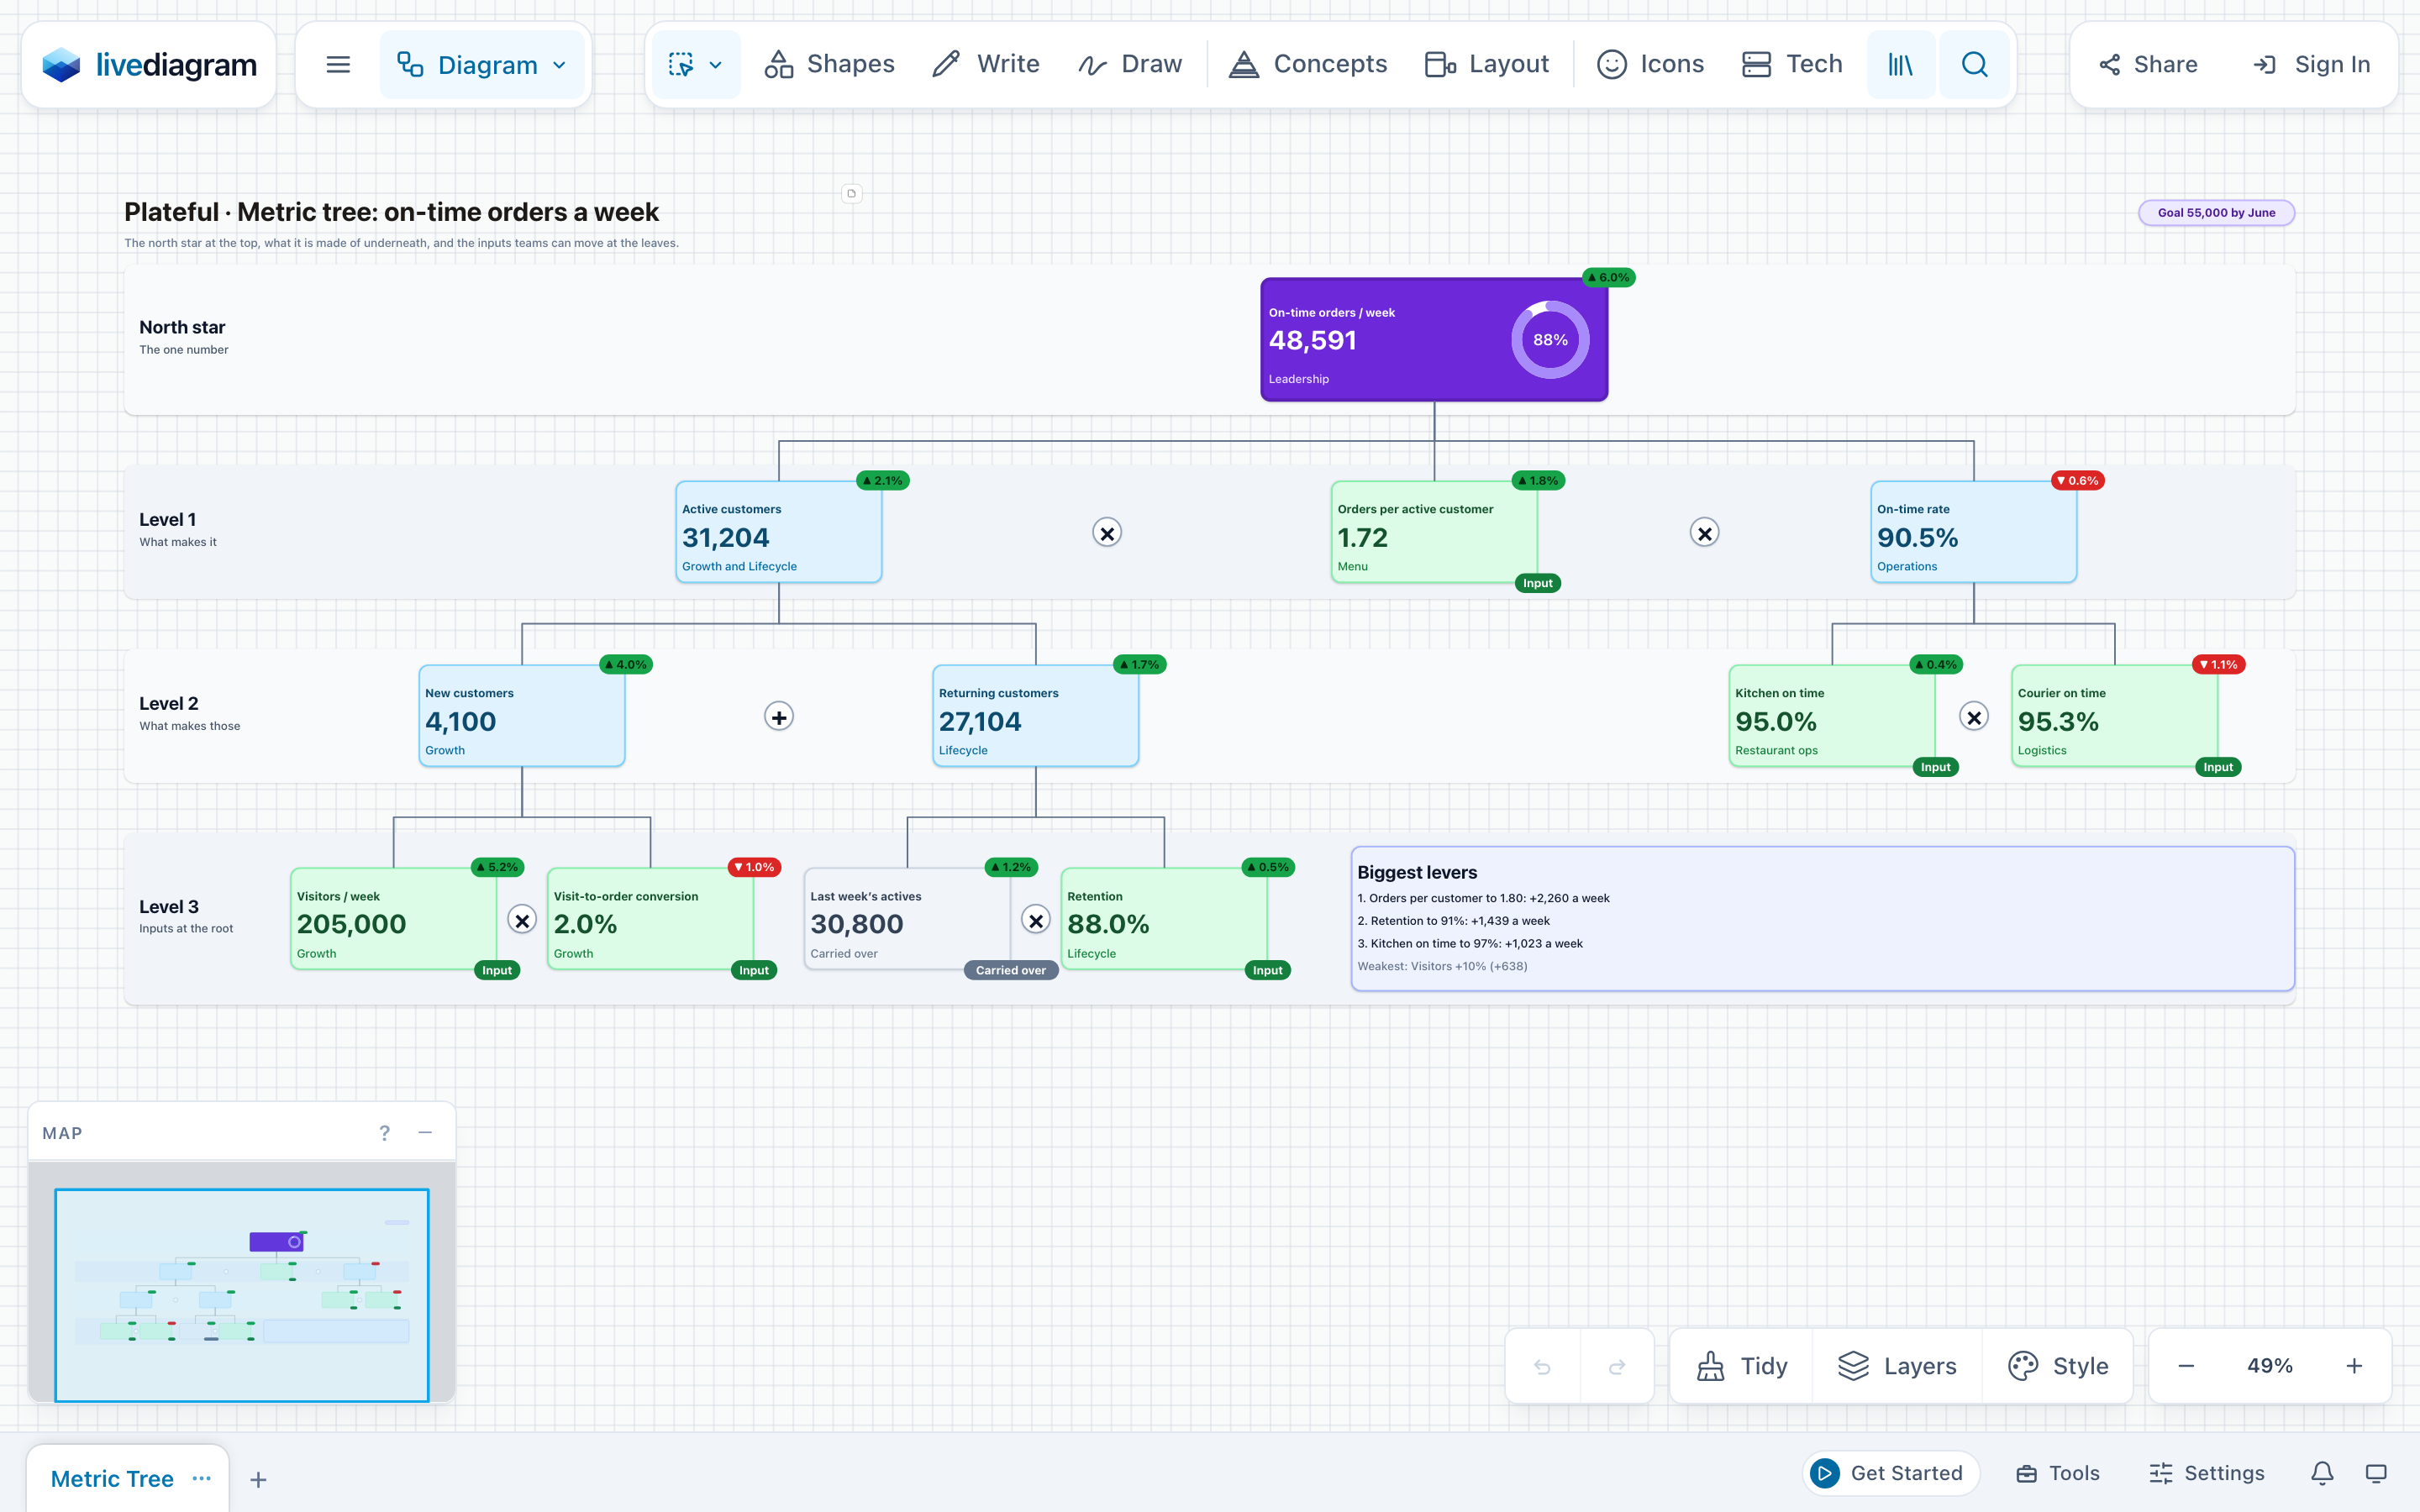 livediagram
Diagram
Shapes
Write
Draw
Concepts
Layout
Icons
Tech
Share
Sign In
Plateful · Metric tree: on-time orders a week
The north star at the top, what it is made of underneath, and the inputs teams can move at the leaves.
Goal 55,000 by June
North star
The one number
▲ 6.0%
On-time orders / week
48,591
88%
Leadership
Level 1
What makes it
▲ 2.1%
Active customers
31,204
Growth and Lifecycle
×
▲ 1.8%
Orders per active customer
1.72
Menu
Input
×
▼ 0.6%
On-time rate
90.5%
Operations
Level 2
What makes those
▲ 4.0%
New customers
4,100
Growth
+
▲ 1.7%
Returning customers
27,104
Lifecycle
▲ 0.4%
Kitchen on time
95.0%
Restaurant ops
Input
×
▼ 1.1%
Courier on time
95.3%
Logistics
Input
Level 3
Inputs at the root
▲ 5.2%
Visitors / week
205,000
Growth
Input
×
▼ 1.0%
Visit-to-order conversion
2.0%
Growth
Input
▲ 1.2%
Last week's actives
30,800
Carried over
Carried over
×
▲ 0.5%
Retention
88.0%
Lifecycle
Input
Biggest levers
1. Orders per customer to 1.80: +2,260 a week
2. Retention to 91%: +1,439 a week
3. Kitchen on time to 97%: +1,023 a week
Weakest: Visitors +10% (+638)
MAP
?
Tidy
Layers
Style
49%
Metric Tree
Get Started
Tools
Settings